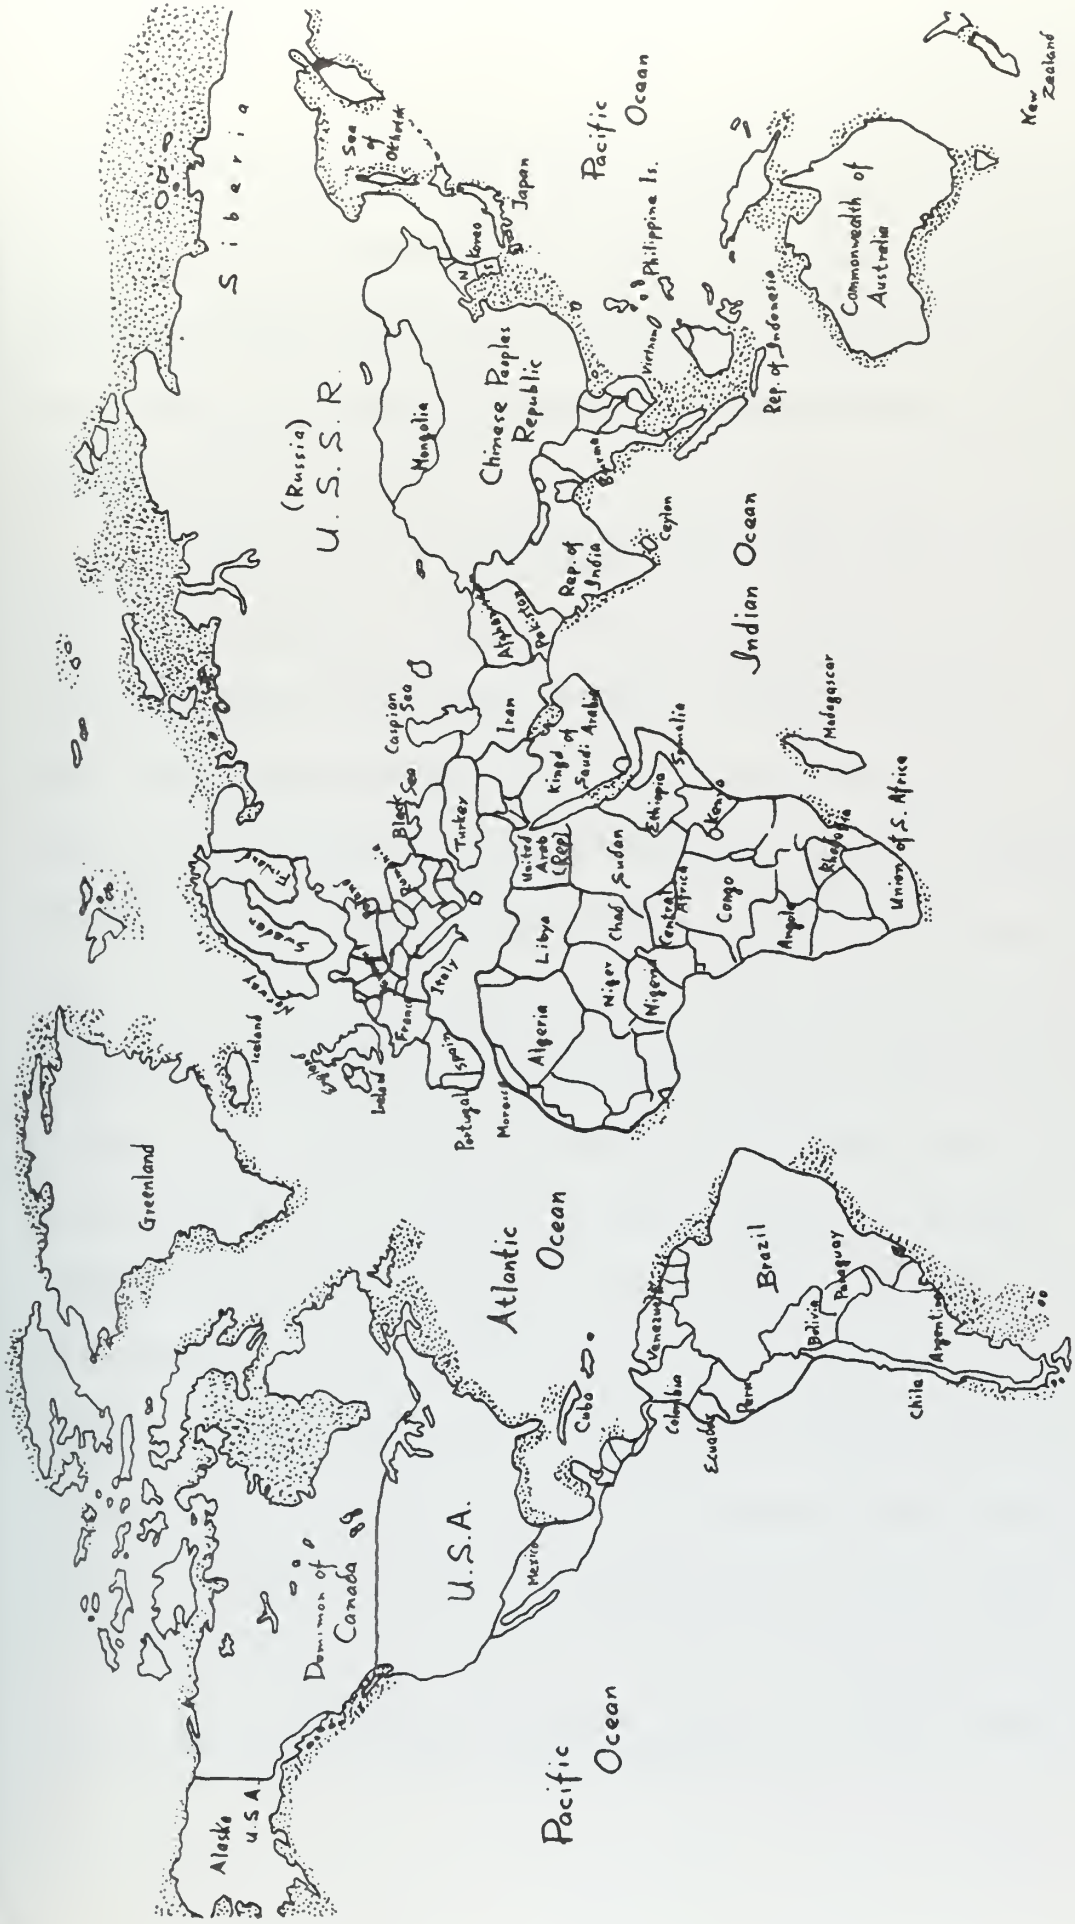 Alaska
U.S.A.
Dominion of
Canada
U.S.A.
Mexico
Cuba
Pacific
Ocean
Greenland
Iceland
Atlantic
Ocean
Venezuela
Colombia
Ecuador
Peru
Brazil
Bolivia
Paraguay
Argentina
Chile
Norway
Sweden
Finland
Ireland
France
Spain
Portugal
Italy
Black
Sea
Caspian
Sea
Turkey
Iran
Pakistan
Kingd of
Saudi Arabia
Morocco
Algeria
Libya
United
Arab
(Rep)
Niger
Chad
Sudan
Nigeria
Central
Africa
Ethiopia
Somalia
Kenya
Congo
Angola
Union of S. Africa
Madagascar
Siberia
(Russia)
U.S.S.R.
Mongolia
Chinese Peoples
Republic
Rep. of
India
Ceylon
Burma
Vietnam
Philippine Is.
N
S
Korea
Japan
Sea
of
Pacific
Ocean
Indian Ocean
Rep. of Indonesia
Commonwealth of
Australia
New
Zealand